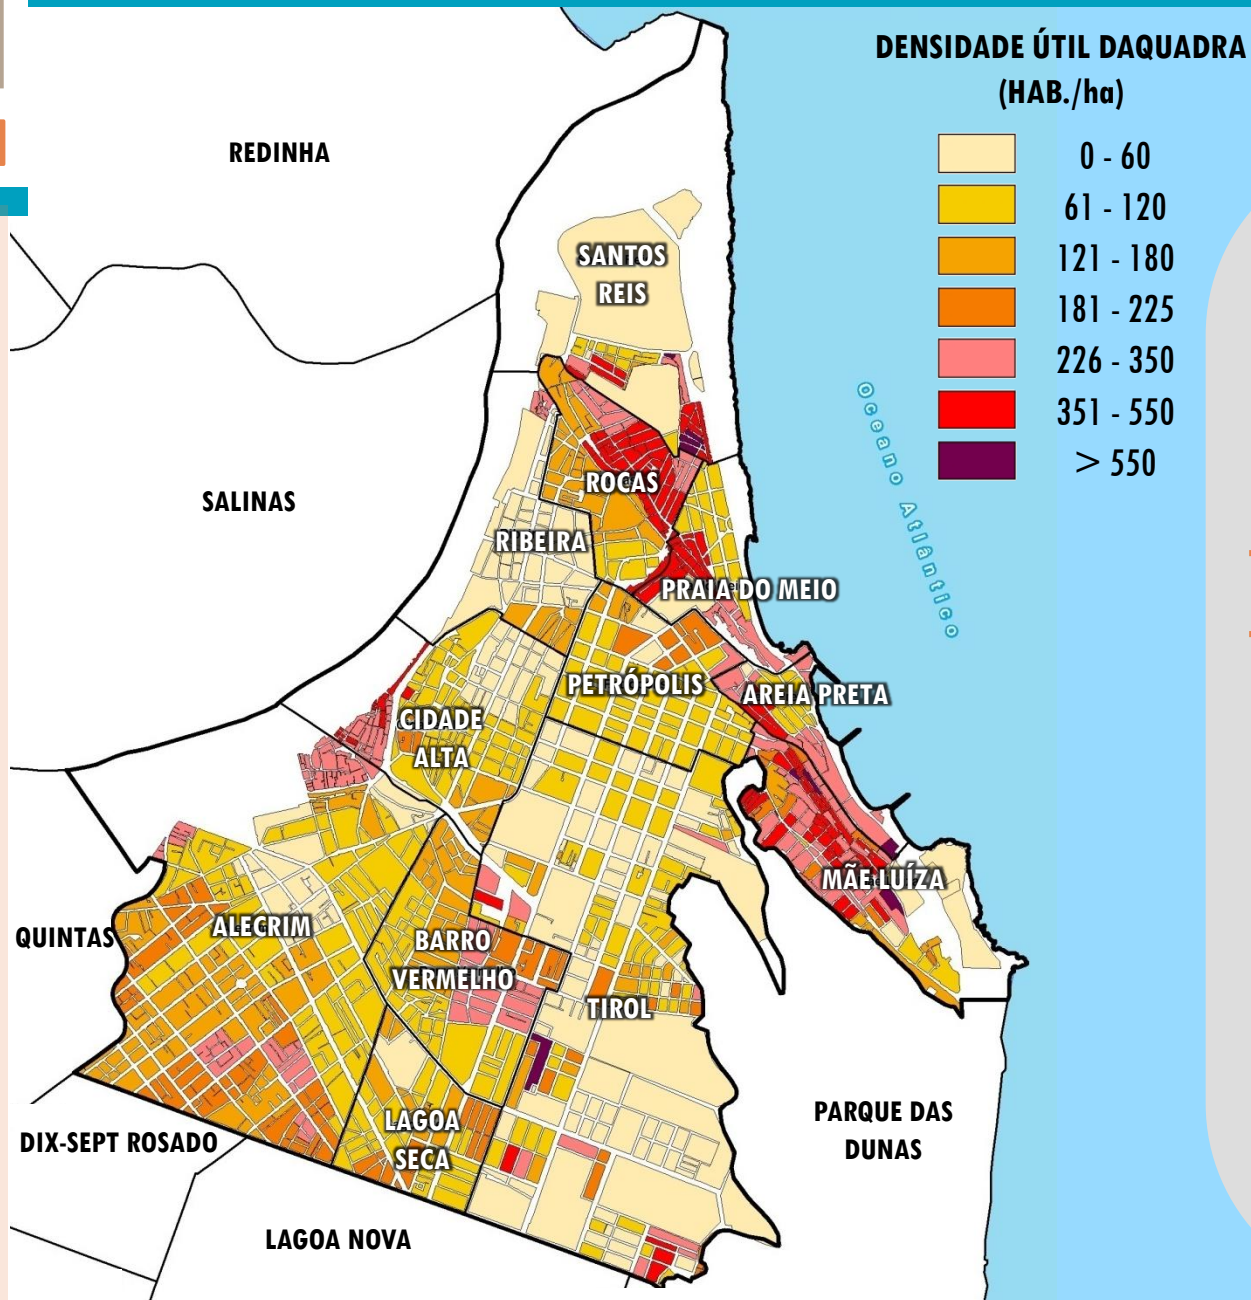 DENSIDADE ÚTIL DAQUADRA
(HAB./ha)
0 - 60
61 - 120
121 - 180
181 - 225
226 - 350
351 - 550
> 550
REDINHA
SANTOS
REIS
SALINAS
ROCAS
RIBEIRA
PRAIA DO MEIO
Oceano Atlântico
PETRÓPOLIS
AREIA PRETA
CIDADE
ALTA
MÃE LUÍZA
QUINTAS
ALECRIM
BARRO
VERMELHO
TIROL
LAGOA
SECA
PARQUE DAS
DUNAS
DIX-SEPT ROSADO
LAGOA NOVA